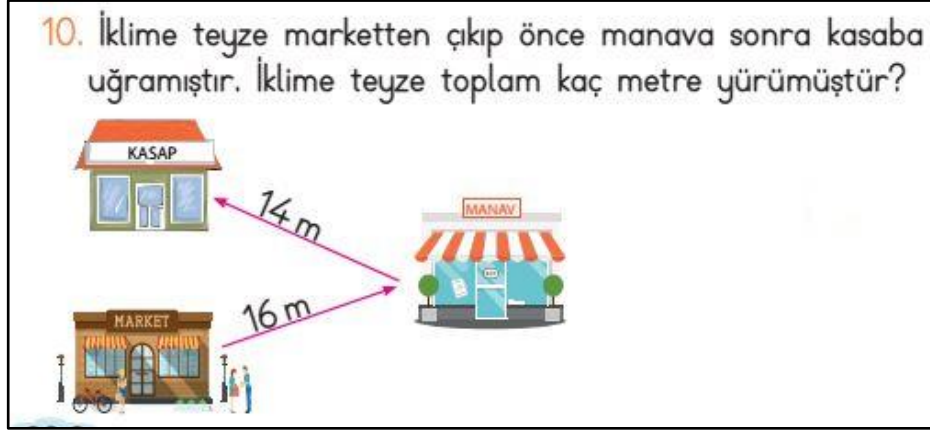 10. İklime teyze marketten çıkıp önce manava sonra kasaba
uğramıştır. İklime teyze toplam kaç metre yürümüştür?
KASAP
14 m
MANAV
16 m
MARKET